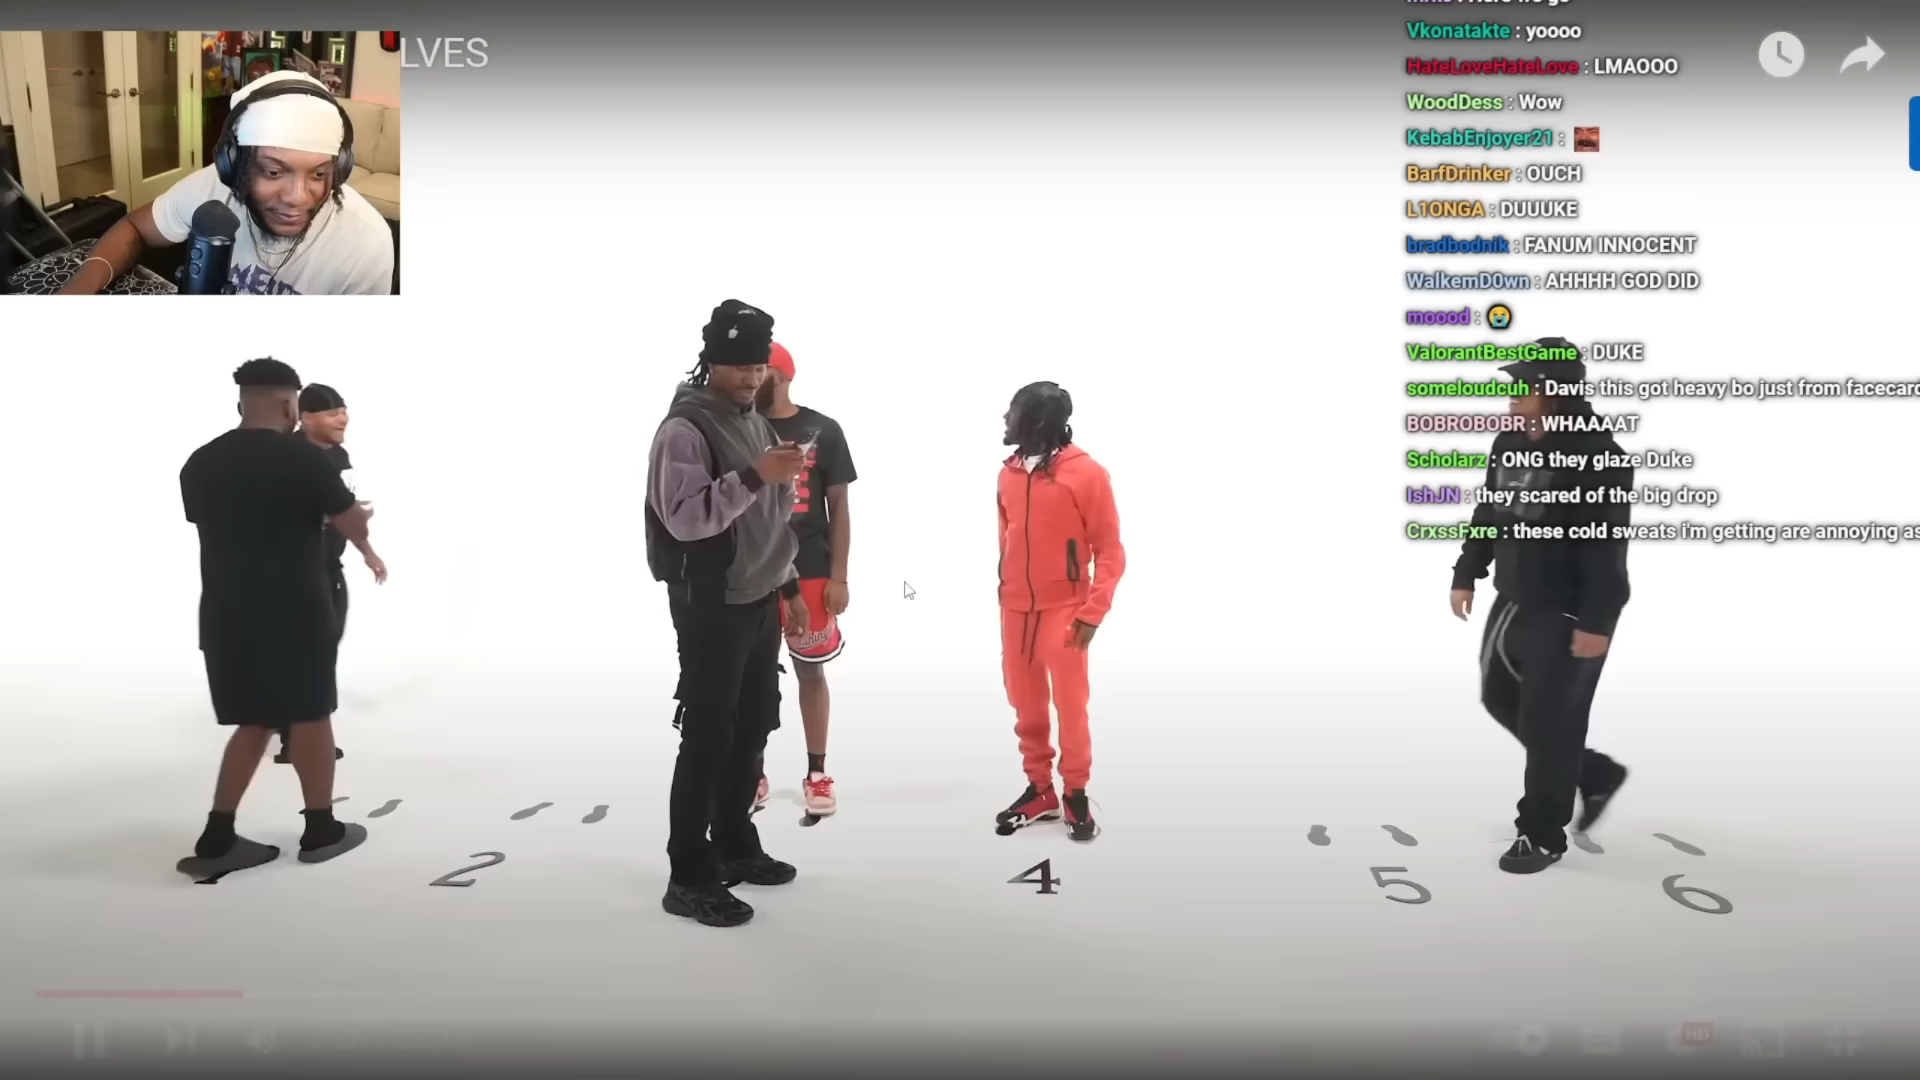 LVES
Vkonatakte : yoooo
HateLoveHateLove : LMAOOO
WoodDess : Wow
KebabEnjoyer21 :
BarfDrinker : OUCH
L1ONGA : DUUUKE
bradbodnik : FANUM INNOCENT
WalkemD0wn : AHHHH GOD DID
moood :
ValorantBestGame : DUKE
someloudcuh : Davis this got heavy bo just from facecard
BOBROBOBR : WHAAAAT
Scholarz : ONG they glaze Duke
IshJN : they scared of the big drop
CrxssFxre : these cold sweats i'm getting are annoying as
2
4
5
6
HD